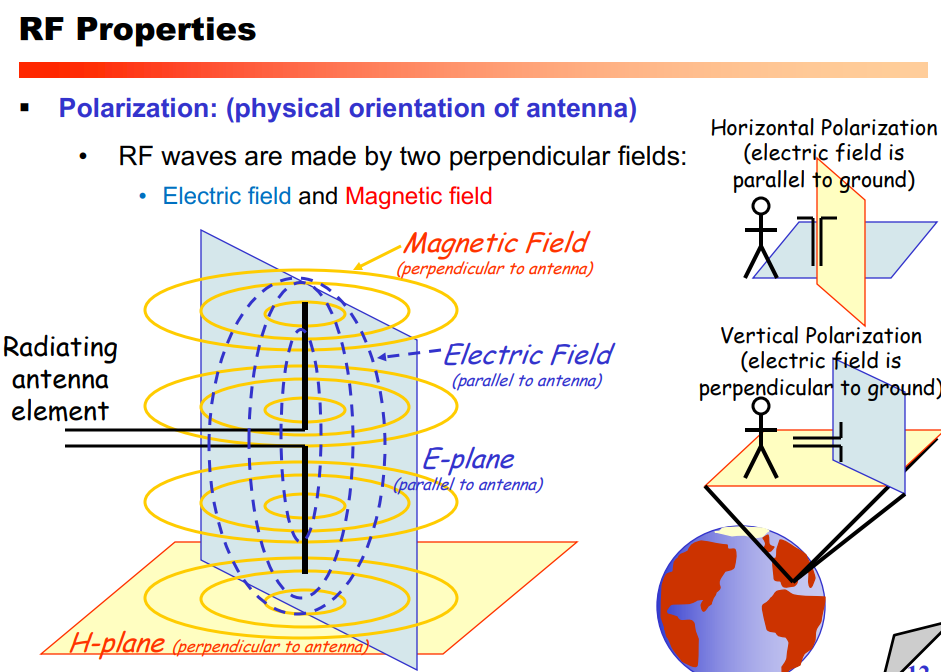 RF Properties
▪ Polarization: (physical orientation of antenna)
• RF waves are made by two perpendicular fields:
• Electric field and Magnetic field
Magnetic Field
(perpendicular to antenna)
Radiating
antenna
element
Electric Field
(parallel to antenna)
E-plane
(parallel to antenna)
H-plane (perpendicular to antenna)
Horizontal Polarization
(electric field is
parallel to ground)
Vertical Polarization
(electric field is
perpendicular to ground)
12